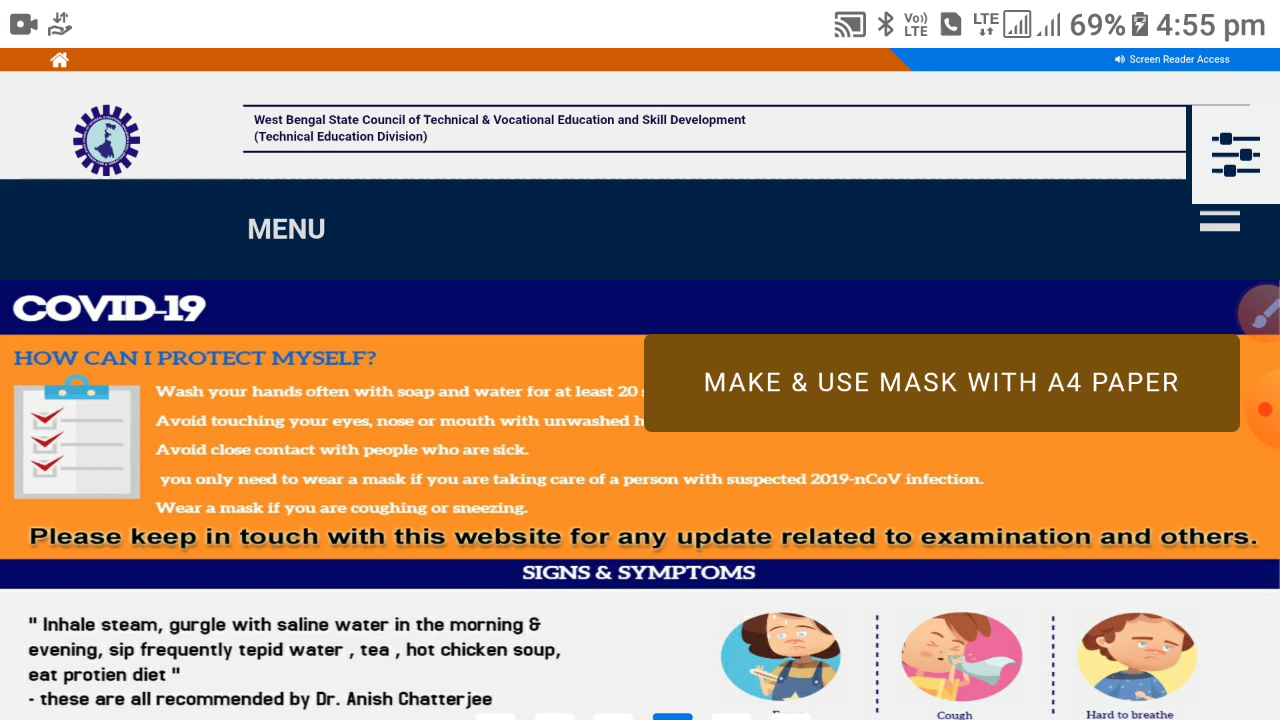 Vo)) LTE LTE 69% 4:55 pm
Screen Reader Access
West Bengal State Council of Technical & Vocational Education and Skill Development
(Technical Education Division)
MENU
COVID-19
HOW CAN I PROTECT MYSELF?
Wash your hands often with soap and water for at least 20
MAKE & USE MASK WITH A4 PAPER
Avoid touching your eyes, nose or mouth with unwashed
Avoid close contact with people who are sick.
you only need to wear a mask if you are taking care of a person with suspected 2019-nCoV infection.
Wear a mask if you are coughing or sneezing.
Please keep in touch with this website for any update related to examination and others.
SIGNS & SYMPTOMS
" Inhale steam, gurgle with saline water in the morning &
evening, sip frequently tepid water , tea , hot chicken soup,
eat protien diet "
- these are all recommended by Dr. Anish Chatterjee
Cough
Hard to breathe